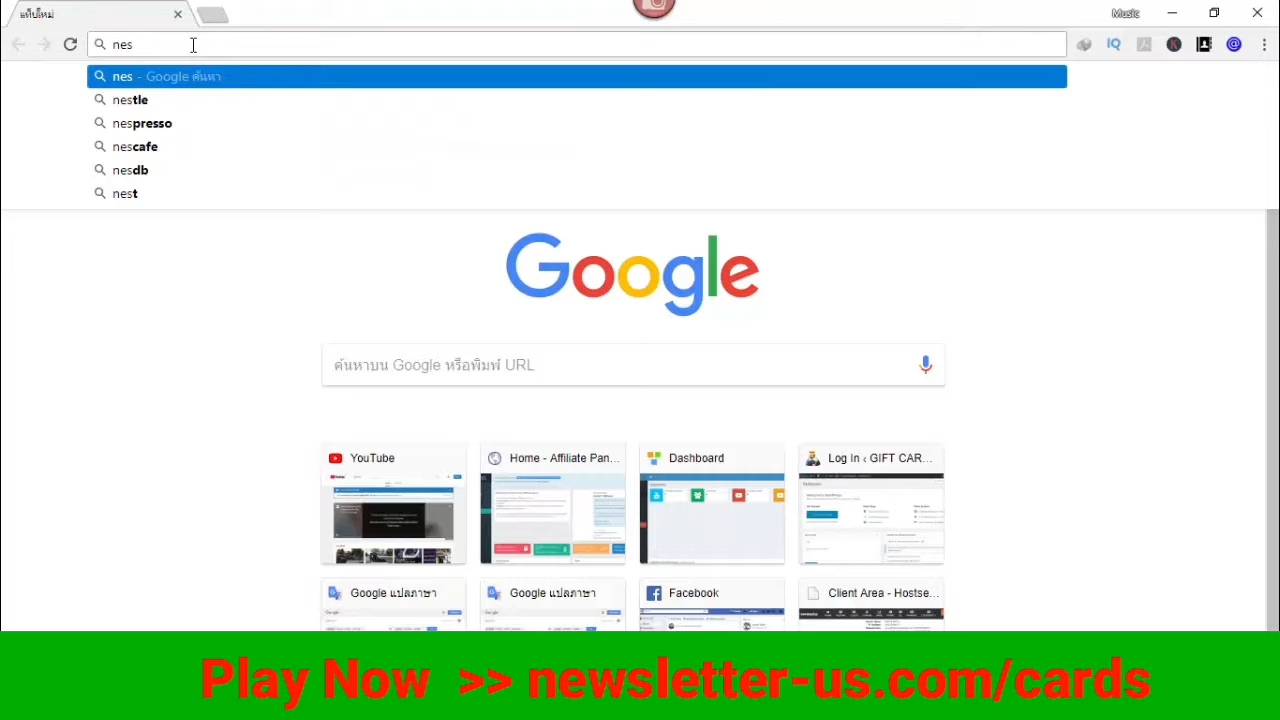 แท็บใหม่
Music
nes
nes - Google ค้นหา
nestle
nespresso
nescafe
nesdb
nest
Google
ค้นหาบน Google หรือพิมพ์ URL
YouTube
Home - Affiliate Pan...
Dashboard
Log In ‹ GIFT CAR...
Google แปลภาษา
Google แปลภาษา
Facebook
Client Area - Hostse...
Play Now >> newsletter-us.com/cards